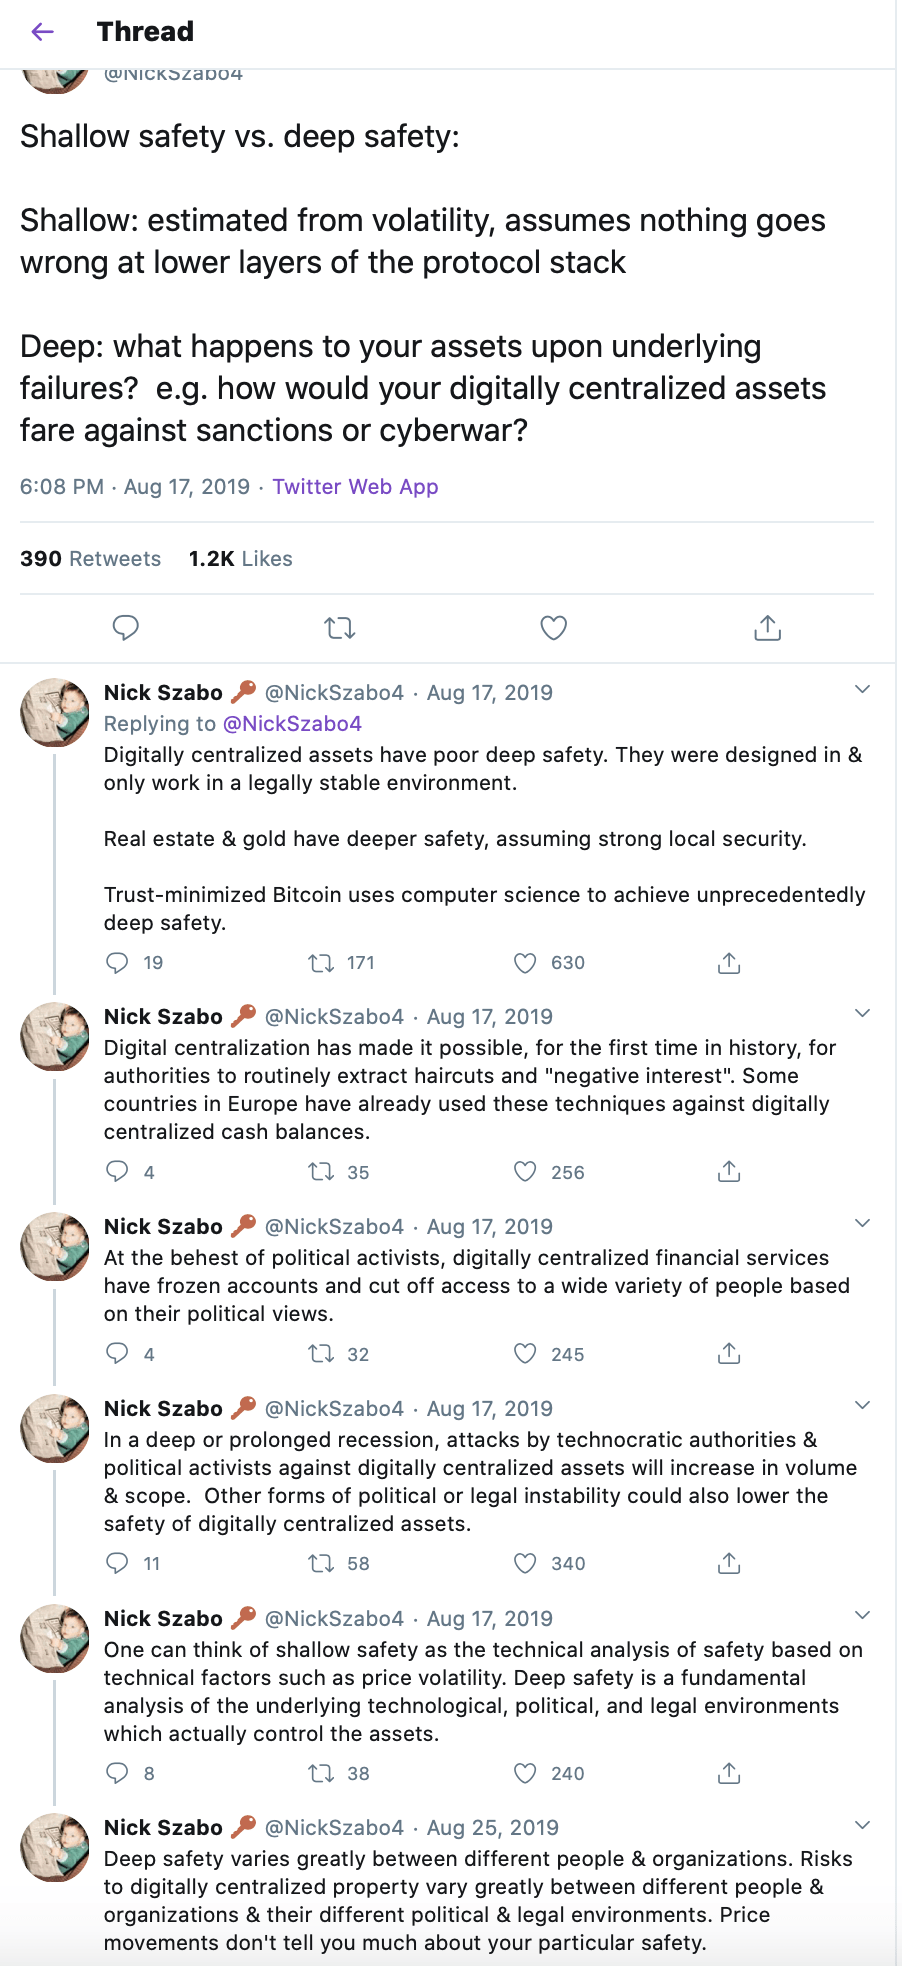 Thread
@NickSzabo4
Shallow safety vs. deep safety:
Shallow: estimated from volatility, assumes nothing goes
wrong at lower layers of the protocol stack
Deep: what happens to your assets upon underlying
failures?  e.g. how would your digitally centralized assets
fare against sanctions or cyberwar?
6:08 PM · Aug 17, 2019 · Twitter Web App
390 Retweets 1.2K Likes
Nick Szabo @NickSzabo4 · Aug 17, 2019
Replying to @NickSzabo4
Digitally centralized assets have poor deep safety. They were designed in &
only work in a legally stable environment.
Real estate & gold have deeper safety, assuming strong local security.
Trust-minimized Bitcoin uses computer science to achieve unprecedentedly
deep safety.
19 171 630
Nick Szabo @NickSzabo4 · Aug 17, 2019
Digital centralization has made it possible, for the first time in history, for
authorities to routinely extract haircuts and "negative interest". Some
countries in Europe have already used these techniques against digitally
centralized cash balances.
4 35 256
Nick Szabo @NickSzabo4 · Aug 17, 2019
At the behest of political activists, digitally centralized financial services
have frozen accounts and cut off access to a wide variety of people based
on their political views.
4 32 245
Nick Szabo @NickSzabo4 · Aug 17, 2019
In a deep or prolonged recession, attacks by technocratic authorities &
political activists against digitally centralized assets will increase in volume
& scope.  Other forms of political or legal instability could also lower the
safety of digitally centralized assets.
11 58 340
Nick Szabo @NickSzabo4 · Aug 17, 2019
One can think of shallow safety as the technical analysis of safety based on
technical factors such as price volatility. Deep safety is a fundamental
analysis of the underlying technological, political, and legal environments
which actually control the assets.
8 38 240
Nick Szabo @NickSzabo4 · Aug 25, 2019
Deep safety varies greatly between different people & organizations. Risks
to digitally centralized property vary greatly between different people &
organizations & their different political & legal environments. Price
movements don't tell you much about your particular safety.